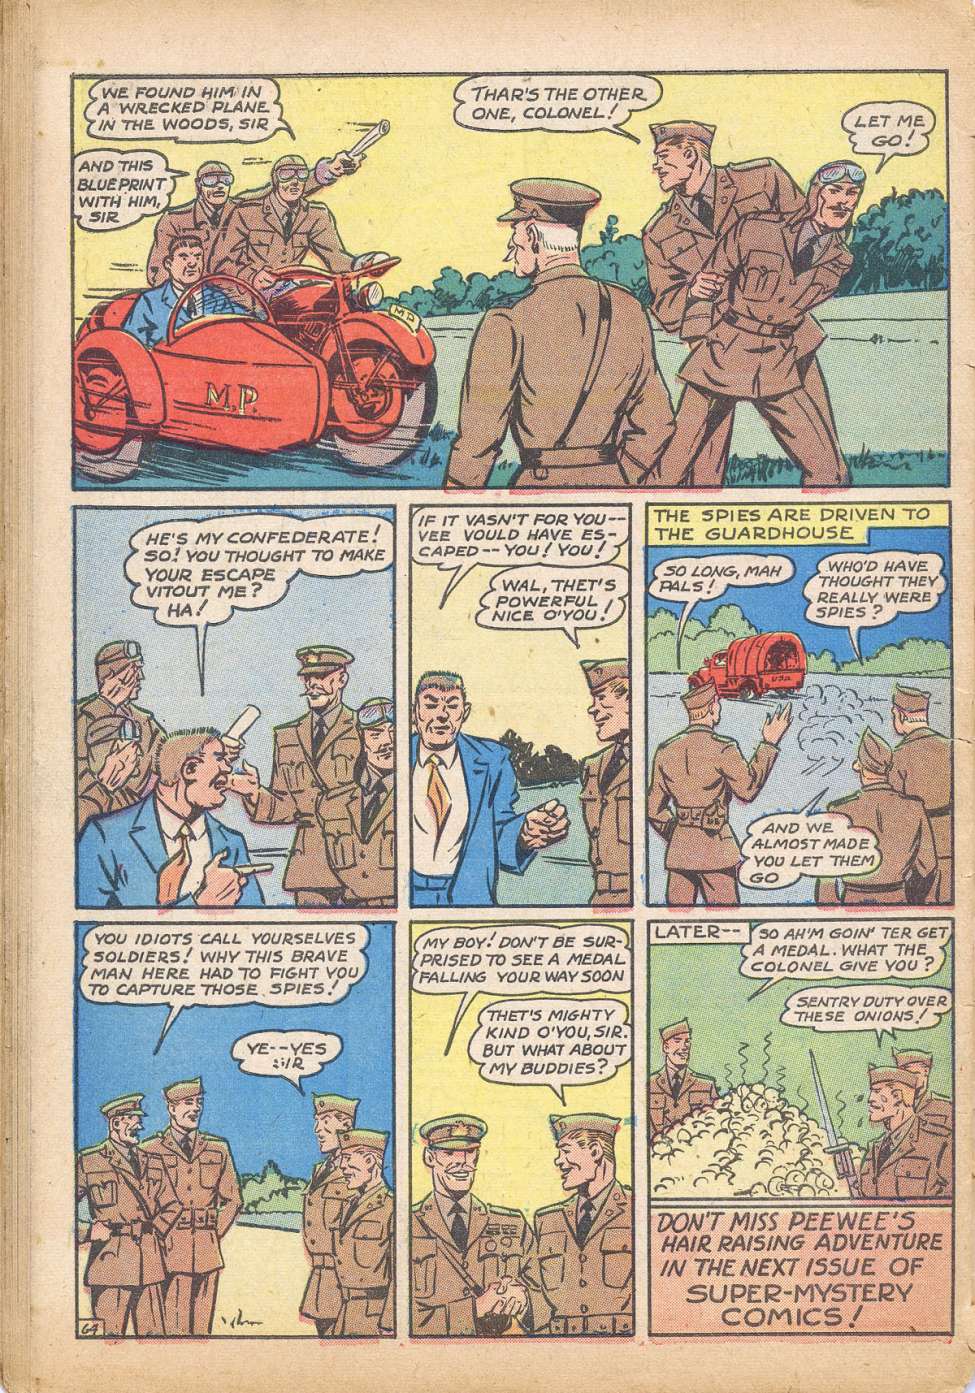 WE FOUND HIM IN
A WRECKED PLANE
IN THE WOODS, SIR
AND THIS
BLUEPRINT
WITH HIM,
SIR
THAR'S THE OTHER
ONE, COLONEL!
LET ME
GO!
M.P.
M.P.
HE'S MY CONFEDERATE!
SO! YOU THOUGHT TO MAKE
YOUR ESCAPE
VITOUT ME?
HA!
IF IT VASN'T FOR YOU--
VEE VOULD HAVE ES-
CAPED--YOU! YOU!
WAL, THET'S
POWERFUL
NICE O'YOU!
THE SPIES ARE DRIVEN TO
THE GUARDHOUSE
SO LONG, MAH
PALS!
WHO'D HAVE
THOUGHT THEY
REALLY WERE
SPIES?
USA
AND WE
ALMOST MADE
YOU LET THEM
GO
YOU IDIOTS CALL YOURSELVES
SOLDIERS! WHY THIS BRAVE
MAN HERE HAD TO FIGHT YOU
TO CAPTURE THOSE SPIES!
YE--YES
SIR
64
MY BOY! DON'T BE SUR-
PRISED TO SEE A MEDAL
FALLING YOUR WAY SOON
THET'S MIGHTY
KIND O'YOU, SIR.
BUT WHAT ABOUT
MY BUDDIES?
LATER--
SO AH'M GOIN' TER GET
A MEDAL. WHAT THE
COLONEL GIVE YOU?
SENTRY DUTY OVER
THESE ONIONS!
DON'T MISS PEEWEE'S
HAIR RAISING ADVENTURE
IN THE NEXT ISSUE OF
SUPER-MYSTERY
COMICS!